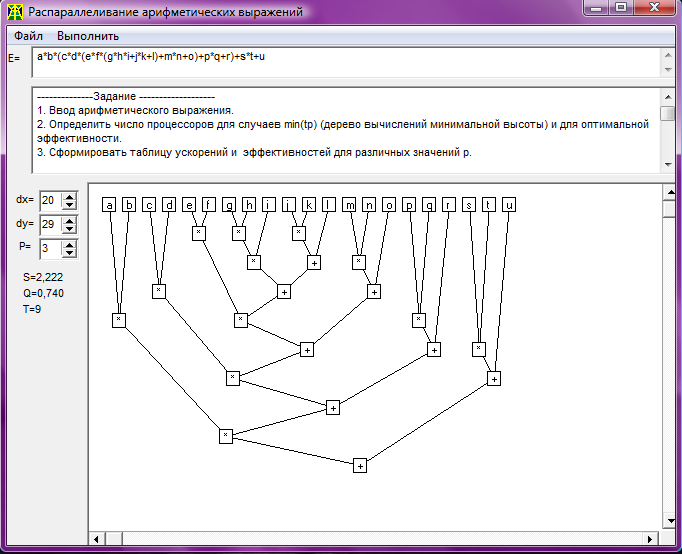 Распараллеливание арифметических выражений
Файл Выполнить
E= a*b*(c*d*(e*f*(g*h*i+j*k+l)+m*n+o)+p*q+r)+s*t+u
--------------Задание -------------------
1. Ввод арифметического выражения.
2. Определить число процессоров для случаев min(tp) (дерево вычислений минимальной высоты) и для оптимальной
эффективности.
3. Сформировать таблицу ускорений и эффективностей для различных значений p.
dx= 20
dy= 29
P= 3
S=2,222
Q=0,740
T=9
a b c d e f g h i j k l m n o p q r s t u
* * *
* + *
* + +
* * *
+ + *
* +
+
*
+